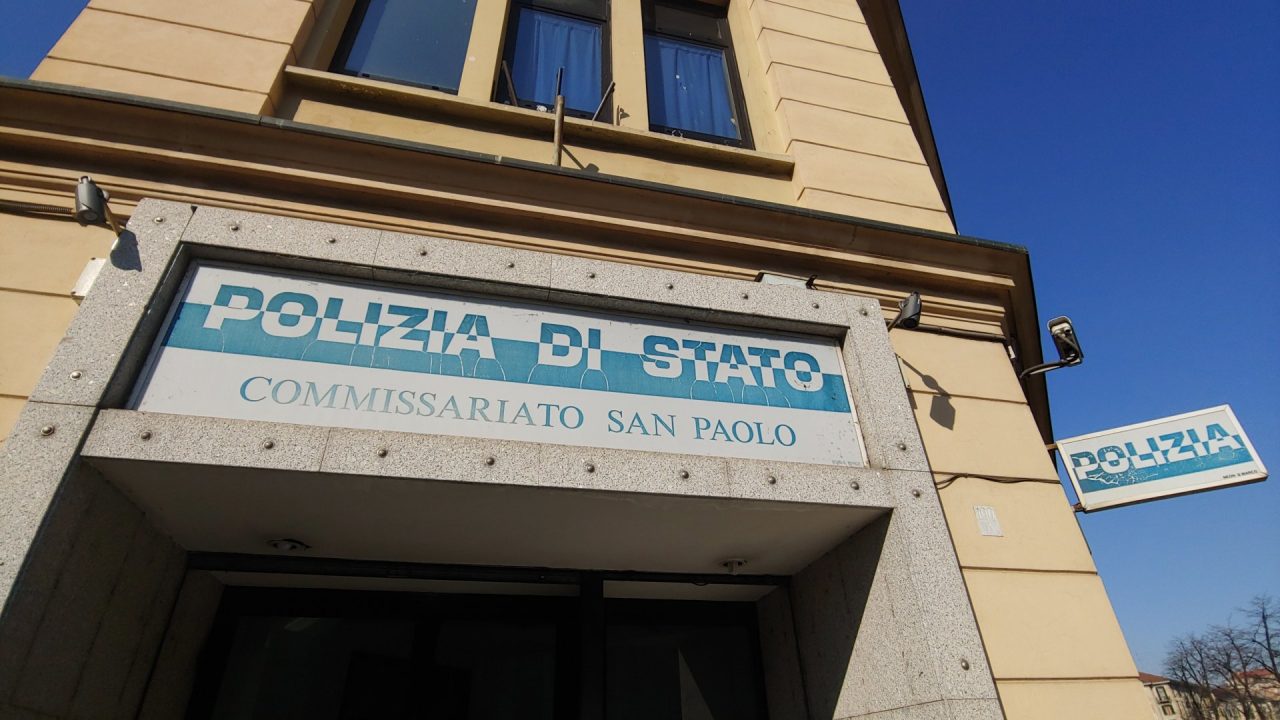 POLIZIA DI STATO
COMMISSARIATO SAN PAOLO
POLIZIA